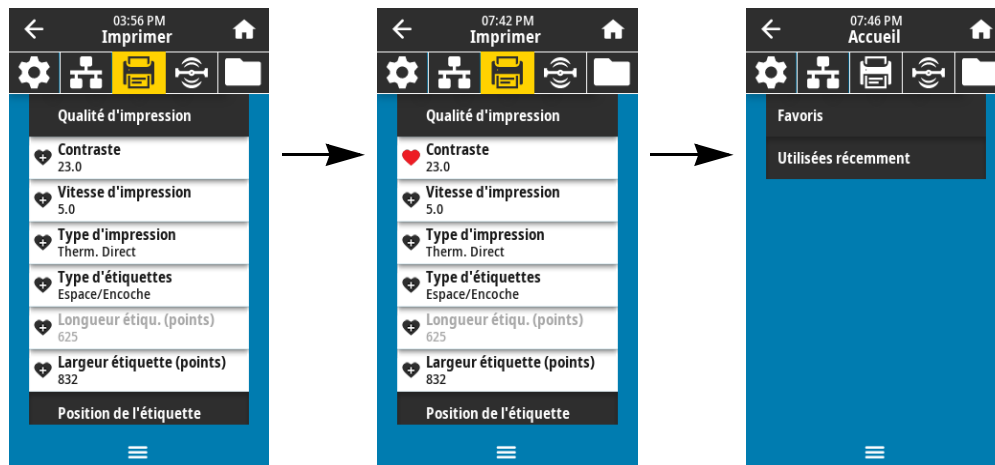 03:56 PM
Imprimer
Qualité d'impression
Contraste
23.0
Vitesse d'impression
5.0
Type d'impression
Therm. Direct
Type d'étiquettes
Espace/Encoche
Longueur étiqu. (points)
625
Largeur étiquette (points)
832
Position de l'étiquette
07:42 PM
Imprimer
Qualité d'impression
Contraste
23.0
Vitesse d'impression
5.0
Type d'impression
Therm. Direct
Type d'étiquettes
Espace/Encoche
Longueur étiqu. (points)
625
Largeur étiquette (points)
832
Position de l'étiquette
07:46 PM
Accueil
Favoris
Utilisées récemment